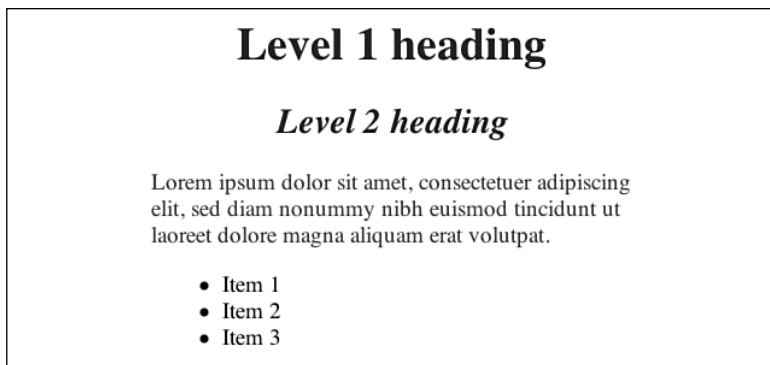 Level 1 heading
Level 2 heading
Lorem ipsum dolor sit amet, consectetuer adipiscing
elit, sed diam nonummy nibh euismod tincidunt ut
laoreet dolore magna aliquam erat volutpat.
• Item 1
• Item 2
• Item 3